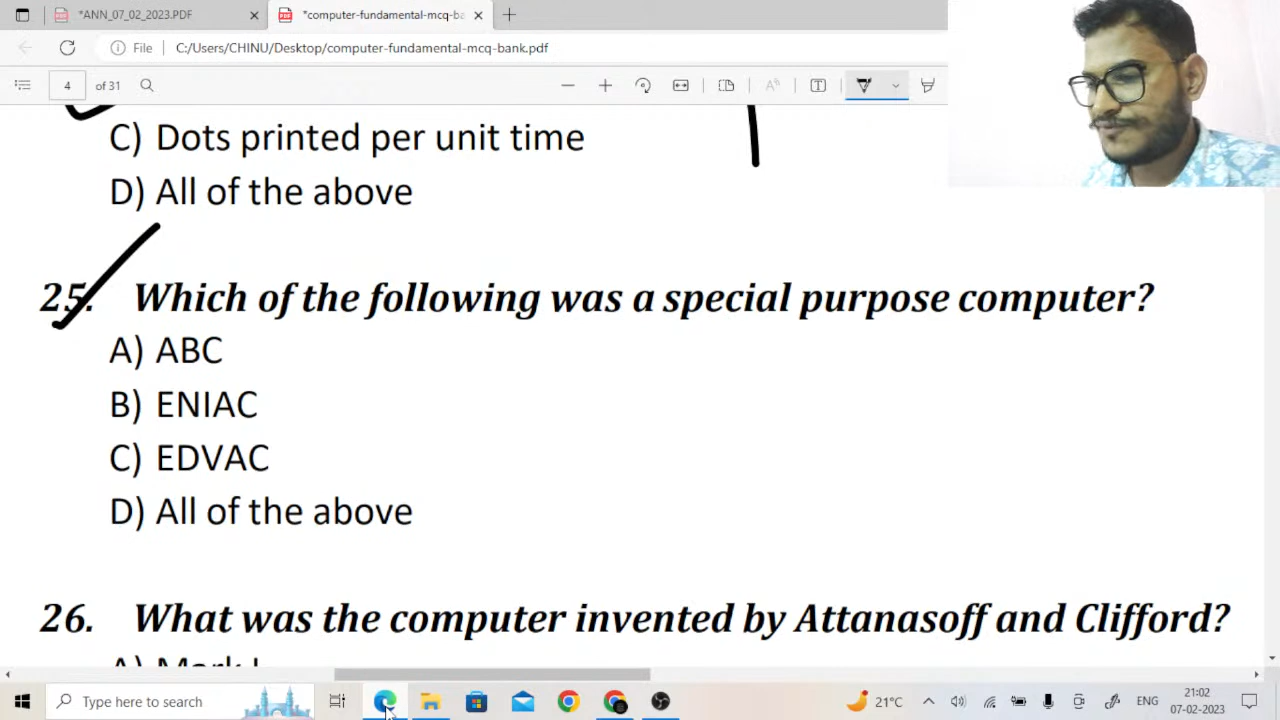 *ANN_07_02_2023.PDF
*computer-fundamental-mcq-ba
File
C:/Users/CHINU/Desktop/computer-fundamental-mcq-bank.pdf
4 of 31
C) Dots printed per unit time
D) All of the above
25. Which of the following was a special purpose computer?
A) ABC
B) ENIAC
C) EDVAC
D) All of the above
26. What was the computer invented by Attanasoff and Clifford?
A) Mark I
Type here to search
21°C
ENG
21:02
07-02-2023